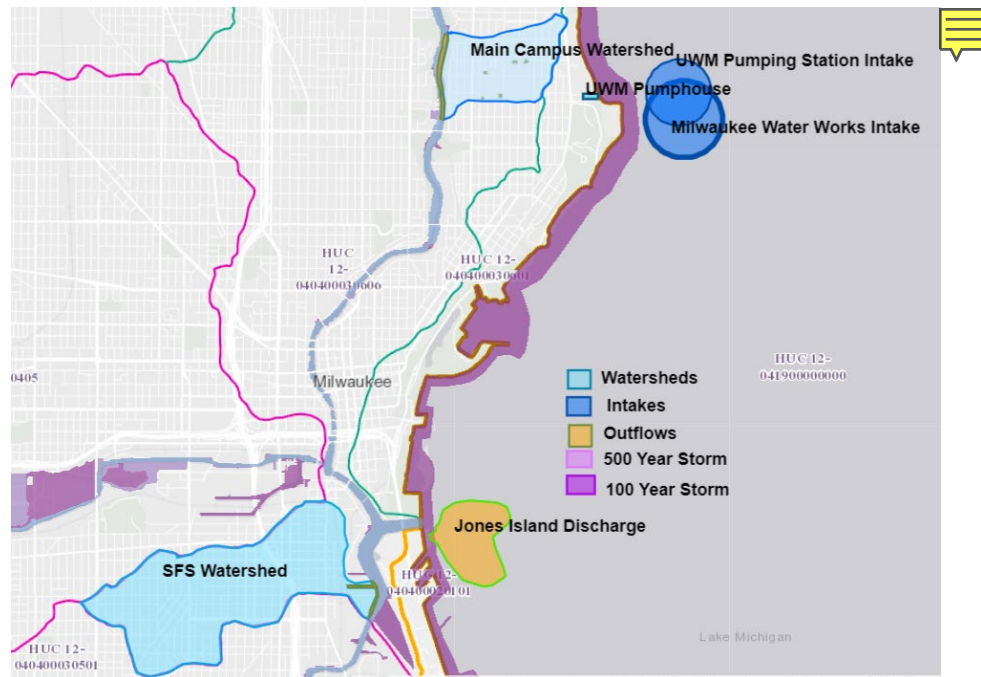 Main Campus Watershed
UWM Pumping Station Intake
UWM Pumphouse
Milwaukee Water Works Intake
HUC
12-
040400030606
HUC 12-
040400030601
HUC 12-
041900000000
0405
Milwaukee
Watersheds
Intakes
Outflows
500 Year Storm
100 Year Storm
Jones Island Discharge
SFS Watershed
HUC 12-
040400020101
HUC 12-
040400030501
Lake Michigan